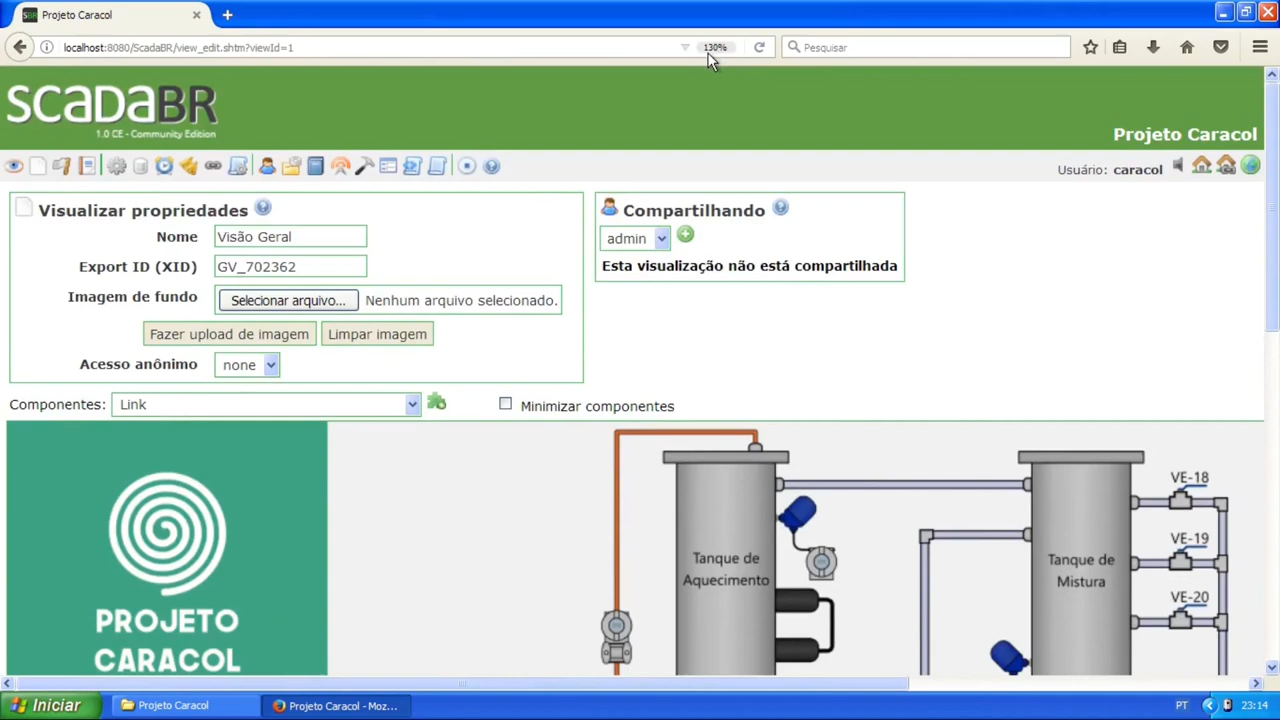 Projeto Caracol
localhost:8080/ScadaBR/view_edit.shtm?viewId=1
130%
Pesquisar
SCADABR
1.0 CE - Community Edition
Projeto Caracol
Usuário: caracol
Visualizar propriedades
Nome
Visão Geral
Export ID (XID)
GV_702362
Imagem de fundo
Selecionar arquivo...
Nenhum arquivo selecionado.
Fazer upload de imagem
Limpar imagem
Acesso anônimo
none
Compartilhando
admin
Esta visualização não está compartilhada
Componentes:
Link
Minimizar componentes
PROJETO
CARACOL
Tanque de
Aquecimento
Tanque de
Mistura
VE-18
VE-19
VE-20
Iniciar
Projeto Caracol
Projeto Caracol - Moz...
PT
23:14